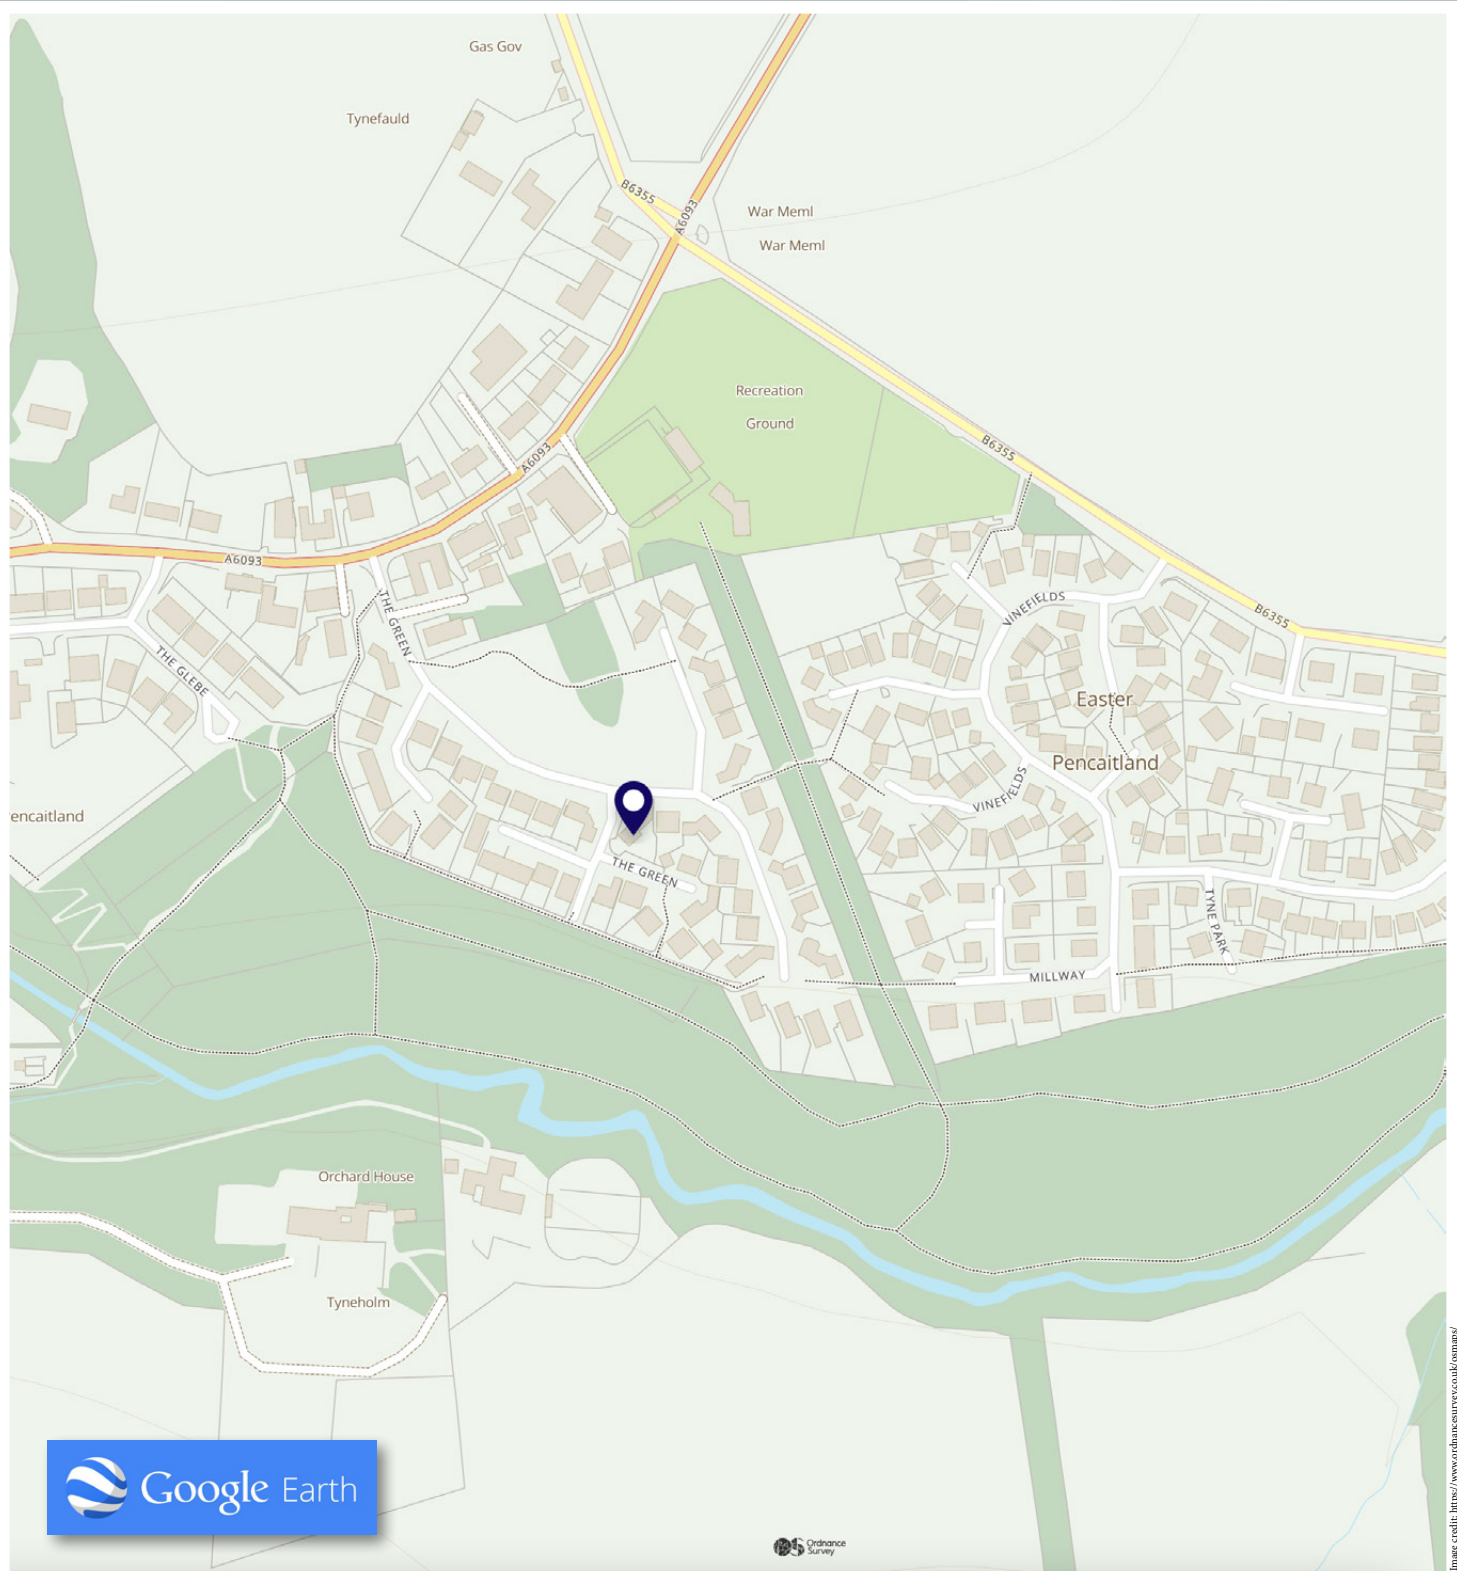 Gas Gov
Tynefauld
B6355
A6093
War Meml
War Meml
Recreation
Ground
A6093
B6355
A6093
THE GREEN
VINEFIELDS
B6355
THE GLEBE
Easter
Pencaitland
VINEFIELDS
encaitland
THE GREEN
TYNE PARK
MILLWAY
Orchard House
Tyneholm
Google Earth
Ordnance
Survey
Image credit: https://www.ordnancesurvey.co.uk/osmaps/